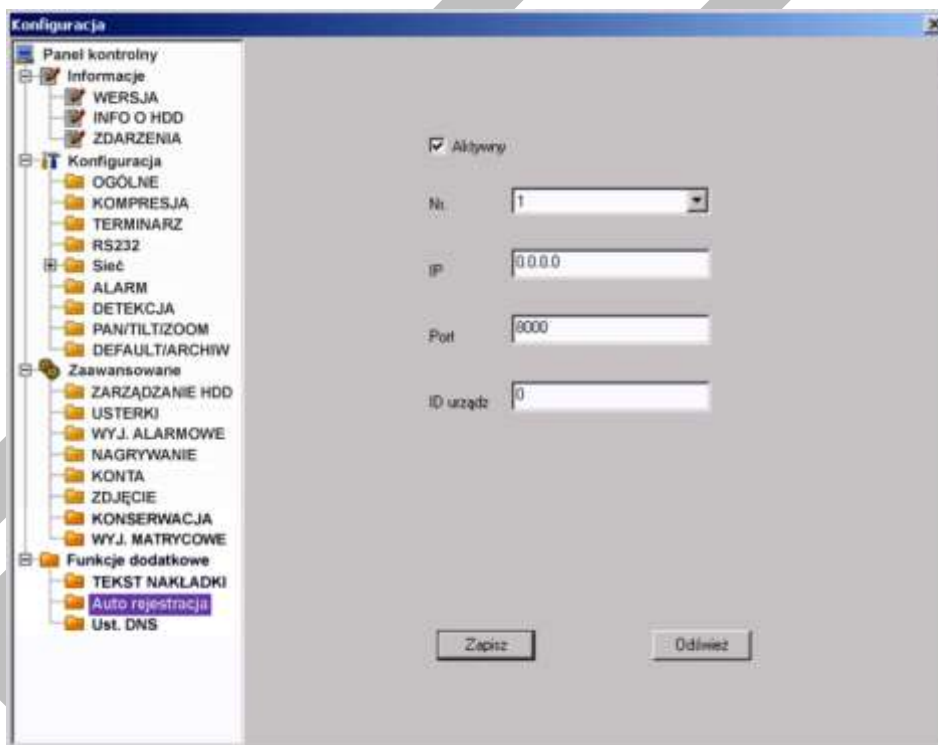 Konfiguracja
Panel kontrolny
Informacje
WERSJA
INFO O HDD
ZDARZENIA
Konfiguracja
OGÓLNE
KOMPRESJA
TERMINARZ
RS232
Sieć
ALARM
DETEKCJA
PAN/TILT/ZOOM
DEFAULT/ARCHIW
Zaawansowane
ZARZĄDZANIE HDD
USTERKI
WYJ. ALARMOWE
NAGRYWANIE
KONTA
ZDJĘCIE
KONSERWACJA
WYJ. MATRYCOWE
Funkcje dodatkowe
TEKST NAKŁADKI
Auto rejestracja
Ust. DNS
Aktywny
Nr. 1
IP 0.0.0.0
Port 8000
ID urządz 0
Zapisz
Odśwież